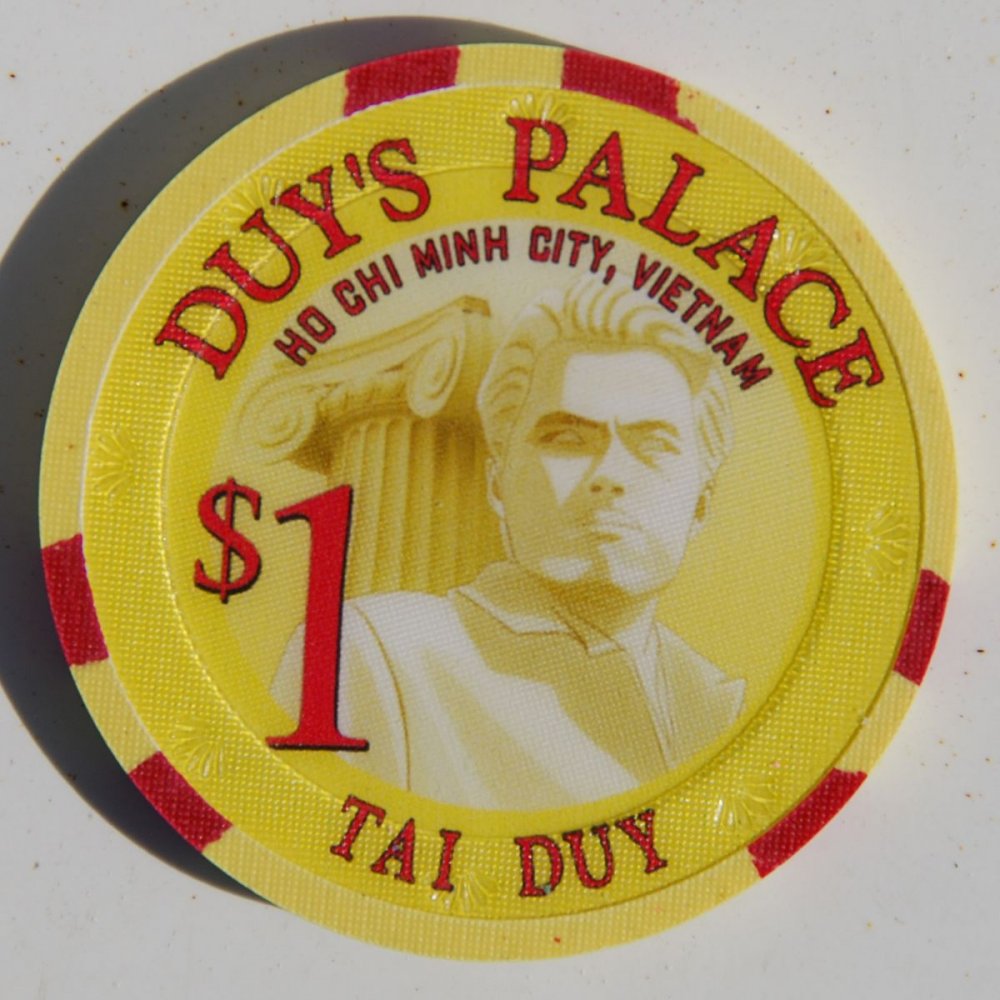 DUY'S PALACE
HO CHI MINH CITY, VIETNAM
$1
TAI DUY